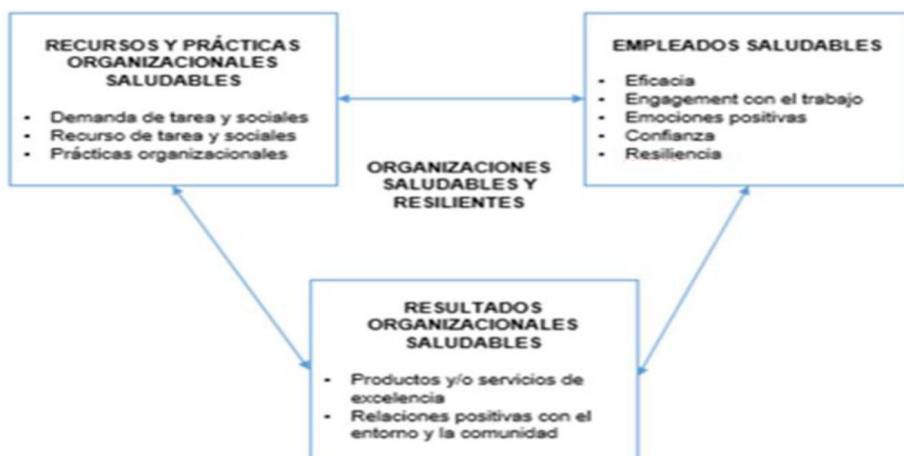 RECURSOS Y PRÁCTICAS
ORGANIZACIONALES
SALUDABLES
• Demanda de tarea y sociales
• Recurso de tarea y sociales
• Prácticas organizacionales
EMPLEADOS SALUDABLES
• Eficacia
• Engagement con el trabajo
• Emociones positivas
• Confianza
• Resiliencia
ORGANIZACIONES
SALUDABLES Y
RESILIENTES
RESULTADOS
ORGANIZACIONALES
SALUDABLES
• Productos y/o servicios de
excelencia
• Relaciones positivas con el
entorno y la comunidad